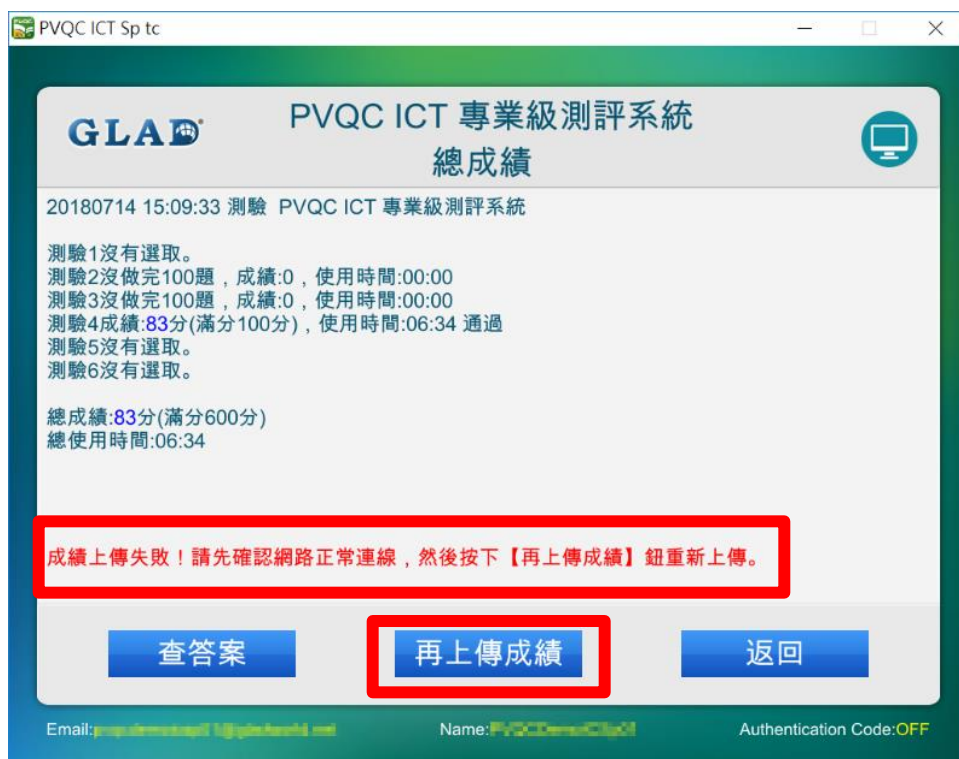 PVQC ICT Sp tc
GLAD
PVQC ICT 專業級測評系統
總成績
20180714 15:09:33 測驗 PVQC ICT 專業級測評系統
測驗1沒有選取。
測驗2沒做完100題，成績:0，使用時間:00:00
測驗3沒做完100題，成績:0，使用時間:00:00
測驗4成績:83分(滿分100分)，使用時間:06:34 通過
測驗5沒有選取。
測驗6沒有選取。
總成績:83分(滿分600分)
總使用時間:06:34
成績上傳失敗！請先確認網路正常連線，然後按下【再上傳成績】鈕重新上傳。
查答案
再上傳成績
返回
Email:
Name:
Authentication Code:OFF